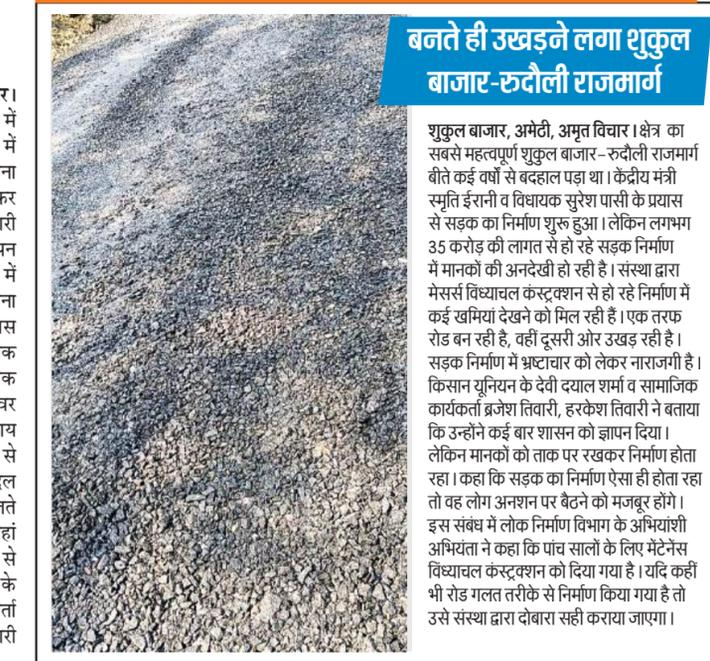 बनते ही उखड़ने लगा शुकुल
बाजार-रुदौली राजमार्ग
शुकुल बाजार, अमेठी, अमृत विचार। क्षेत्र का
सबसे महत्वपूर्ण शुकुल बाजार-रुदौली राजमार्ग
बीते कई वर्षों से बदहाल पड़ा था। केंद्रीय मंत्री
स्मृति ईरानी व विधायक सुरेश पासी के प्रयास
से सड़क का निर्माण शुरू हुआ। लेकिन लगभग
35 करोड़ की लागत से हो रहे सड़क निर्माण
में मानकों की अनदेखी हो रही है। संस्था द्वारा
मेसर्स विंध्याचल कंस्ट्रक्शन से हो रहे निर्माण में
कई खमियां देखने को मिल रही हैं। एक तरफ
रोड बन रही है, वहीं दूसरी ओर उखड़ रही है।
सड़क निर्माण में भ्रष्टाचार को लेकर नाराजगी है।
किसान यूनियन के देवी दयाल शर्मा व सामाजिक
कार्यकर्ता ब्रजेश तिवारी, हरकेश तिवारी ने बताया
कि उन्होंने कई बार शासन को ज्ञापन दिया।
लेकिन मानकों को ताक पर रखकर निर्माण होता
रहा। कहा कि सड़क का निर्माण ऐसा ही होता रहा
तो वह लोग अनशन पर बैठने को मजबूर होंगे।
इस संबंध में लोक निर्माण विभाग के अभियांशी
अभियंता ने कहा कि पांच सालों के लिए मेंटेनेंस
विंध्याचल कंस्ट्रक्शन को दिया गया है। यदि कहीं
भी रोड गलत तरीके से निर्माण किया गया है तो
उसे संस्था द्वारा दोबारा सही कराया जाएगा।